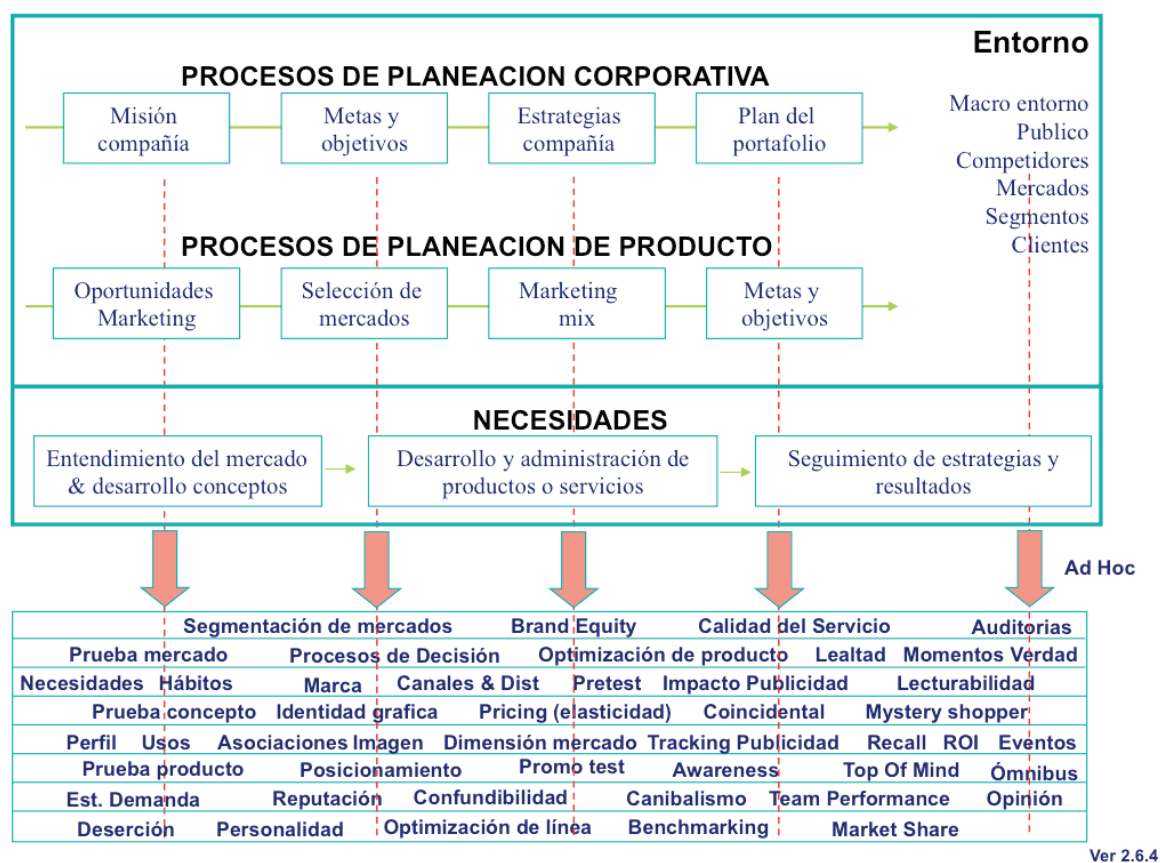 Entorno
PROCESOS DE PLANEACION CORPORATIVA
Misión
compañía
Metas y
objetivos
Estrategias
compañía
Plan del
portafolio
Macro entorno
Publico
Competidores
Mercados
Segmentos
Clientes
PROCESOS DE PLANEACION DE PRODUCTO
Oportunidades
Marketing
Selección de
mercados
Marketing
mix
Metas y
objetivos
NECESIDADES
Entendimiento del mercado
& desarrollo conceptos
Desarrollo y administración de
productos o servicios
Seguimiento de estrategias y
resultados
Ad Hoc
Segmentación de mercados Brand Equity Calidad del Servicio Auditorias
Prueba mercado Procesos de Decisión Optimización de producto Lealtad Momentos Verdad
Necesidades Hábitos Marca Canales & Dist Pretest Impacto Publicidad Lecturabilidad
Prueba concepto Identidad grafica Pricing (elasticidad) Coincidental Mystery shopper
Perfil Usos Asociaciones Imagen Dimensión mercado Tracking Publicidad Recall ROI Eventos
Prueba producto Posicionamiento Promo test Awareness Top Of Mind Ómnibus
Est. Demanda Reputación Confundibilidad Canibalismo Team Performance Opinión
Deserción Personalidad Optimización de línea Benchmarking Market Share
Ver 2.6.4